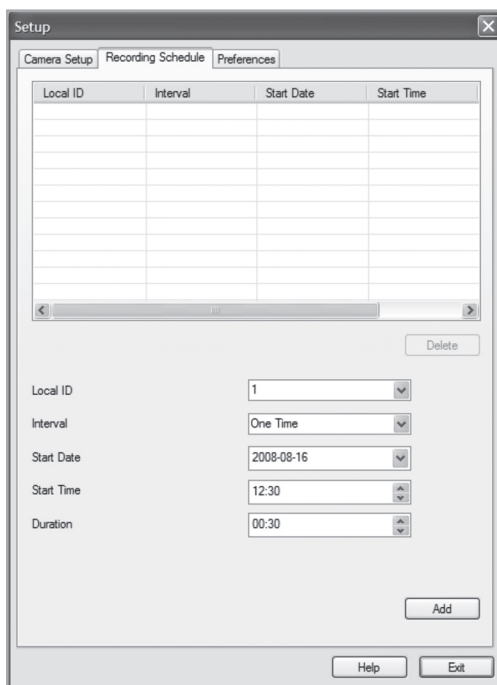 Setup
Camera Setup Recording Schedule Preferences
Local ID Interval Start Date Start Time
Delete
Local ID 1
Interval One Time
Start Date 2008-08-16
Start Time 12:30
Duration 00:30
Add
Help Exit